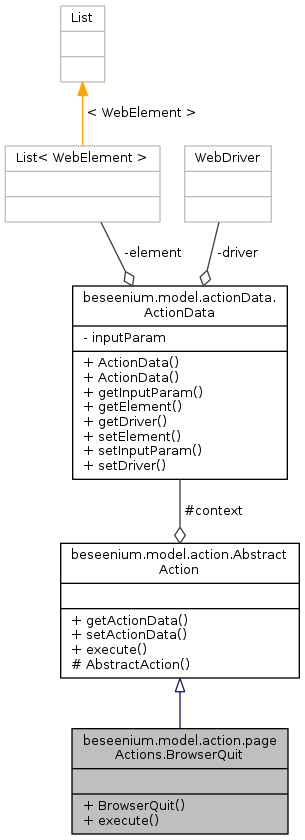 List
< WebElement >
List< WebElement >
WebDriver
-element
-driver
beseenium.model.actionData.
ActionData
- inputParam
+ ActionData()
+ ActionData()
+ getInputParam()
+ getElement()
+ getDriver()
+ setElement()
+ setInputParam()
+ setDriver()
#context
beseenium.model.action.Abstract
Action
+ getActionData()
+ setActionData()
+ execute()
# AbstractAction()
beseenium.model.action.page
Actions.BrowserQuit
+ BrowserQuit()
+ execute()